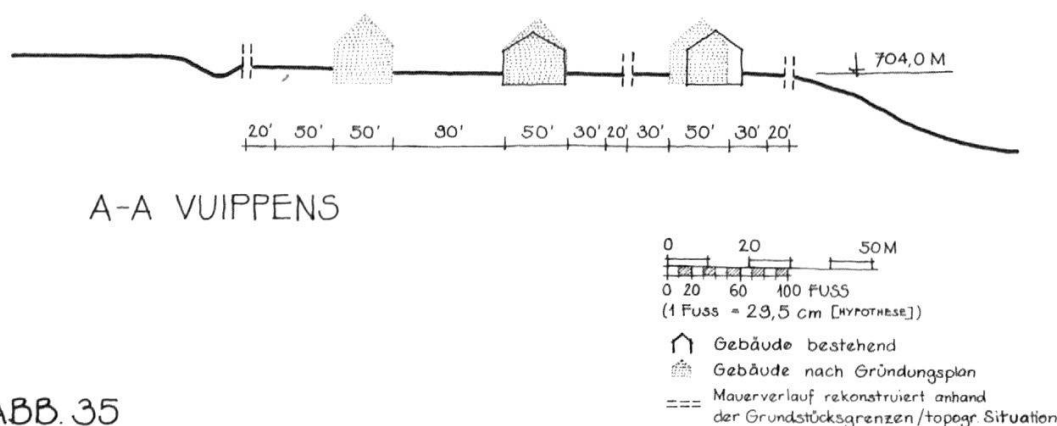 704,0 M
20' 50' 50' 90' 50' 30' 20' 30' 50' 30' 20'
A-A VUIPPENS
0 20 50 M
0 20 60 100 FUSS
(1 FUSS = 29,5 cm [HYPOTHESE])
Gebäude bestehend
Gebäude nach Gründungsplan
Mauerverlauf rekonstruiert anhand
der Grundstücksgrenzen/topogr. Situation
ABB. 35